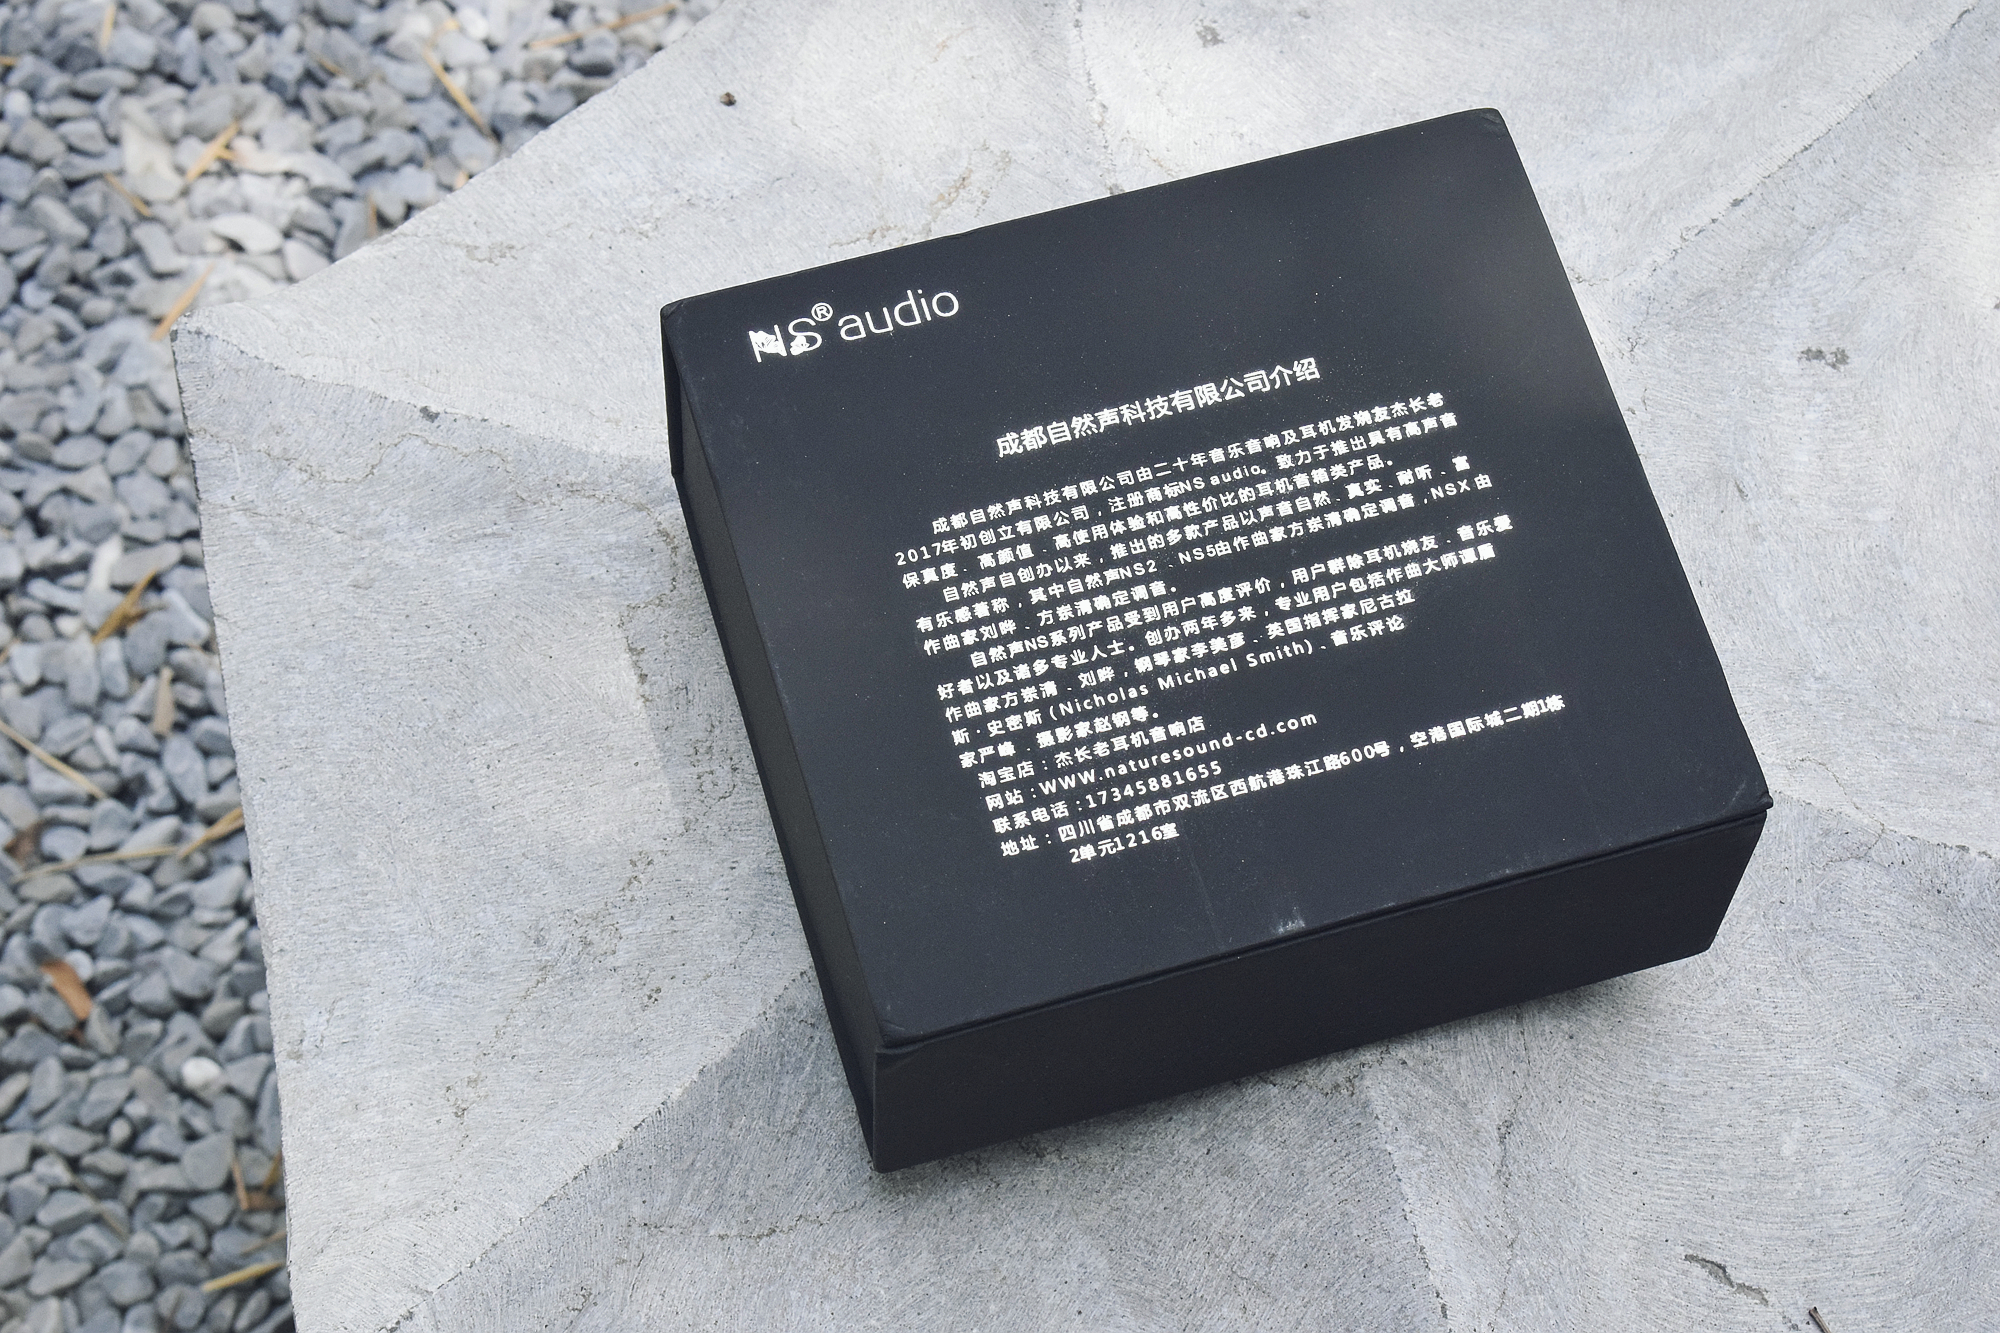 NS® audio
成都自然声科技有限公司介绍
成都自然声科技有限公司由二十年音乐音响及耳机发烧友杰长老
2017年初创立有限公司，注册商标NS audio。致力于推出具有高声音
保真度、高颜值、高使用体验和高性价比的耳机音箱类产品。
自然声自创办以来，推出的多款产品以声音自然、真实、耐听、富
有乐感著称，其中自然声NS2、NS5由作曲家方崇清确定调音，NSX由
作曲家刘晔、方崇清确定调音。
自然声NS系列产品受到用户高度评价，用户群除耳机烧友、音乐爱
好者以及诸多专业人士。创办两年多来，专业用户包括作曲大师谭盾
作曲家方崇清、刘晔，钢琴家李美彦、英国指挥家尼古拉
斯·史密斯（Nicholas Michael Smith）、音乐评论
家严峰、摄影家赵钢等。
淘宝店：杰长老耳机音响店
网站：WWW.naturesound-cd.com
联系电话：17345881655
地址：四川省成都市双流区西航港珠江路600号，空港国际城二期1栋
2单元1216室